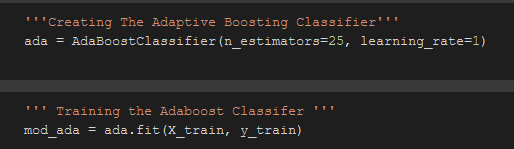 '''Creating The Adaptive Boosting Classifier'''
ada = AdaBoostClassifier(n_estimators=25, learning_rate=1)
''' Training the Adaboost Classifer '''
mod_ada = ada.fit(X_train, y_train)